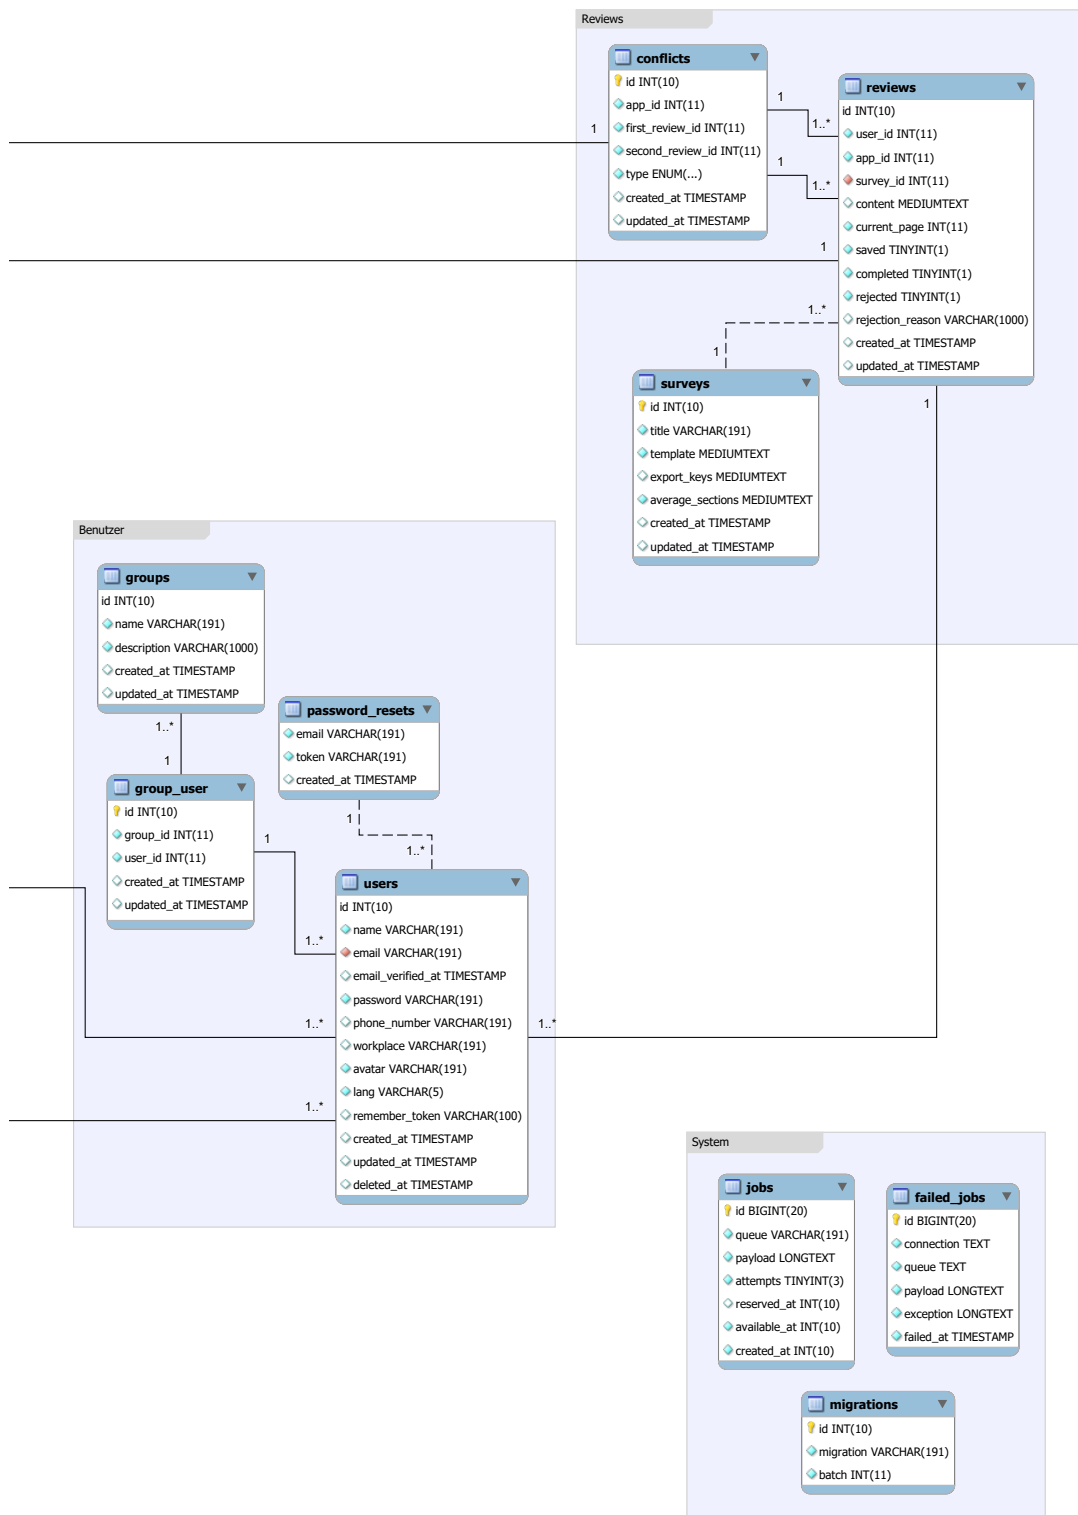 Reviews
conflicts
id INT(10)
app_id INT(11)
first_review_id INT(11)
second_review_id INT(11)
type ENUM(...)
created_at TIMESTAMP
updated_at TIMESTAMP
reviews
id INT(10)
user_id INT(11)
app_id INT(11)
survey_id INT(11)
content MEDIUMTEXT
current_page INT(11)
saved TINYINT(1)
completed TINYINT(1)
rejected TINYINT(1)
rejection_reason VARCHAR(1000)
created_at TIMESTAMP
updated_at TIMESTAMP
1
1..*
1
1
1..*
1
1..*
1
1
surveys
id INT(10)
title VARCHAR(191)
template MEDIUMTEXT
export_keys MEDIUMTEXT
average_sections MEDIUMTEXT
created_at TIMESTAMP
updated_at TIMESTAMP
Benutzer
groups
id INT(10)
name VARCHAR(191)
description VARCHAR(1000)
created_at TIMESTAMP
updated_at TIMESTAMP
1..*
1
password_resets
email VARCHAR(191)
token VARCHAR(191)
created_at TIMESTAMP
1
1..*
group_user
id INT(10)
group_id INT(11)
user_id INT(11)
created_at TIMESTAMP
updated_at TIMESTAMP
1
1..*
users
id INT(10)
name VARCHAR(191)
email VARCHAR(191)
email_verified_at TIMESTAMP
password VARCHAR(191)
phone_number VARCHAR(191)
workplace VARCHAR(191)
avatar VARCHAR(191)
lang VARCHAR(5)
remember_token VARCHAR(100)
created_at TIMESTAMP
updated_at TIMESTAMP
deleted_at TIMESTAMP
1..*
1..*
1..*
System
jobs
id BIGINT(20)
queue VARCHAR(191)
payload LONGTEXT
attempts TINYINT(3)
reserved_at INT(10)
available_at INT(10)
created_at INT(10)
failed_jobs
id BIGINT(20)
connection TEXT
queue TEXT
payload LONGTEXT
exception LONGTEXT
failed_at TIMESTAMP
migrations
id INT(10)
migration VARCHAR(191)
batch INT(11)